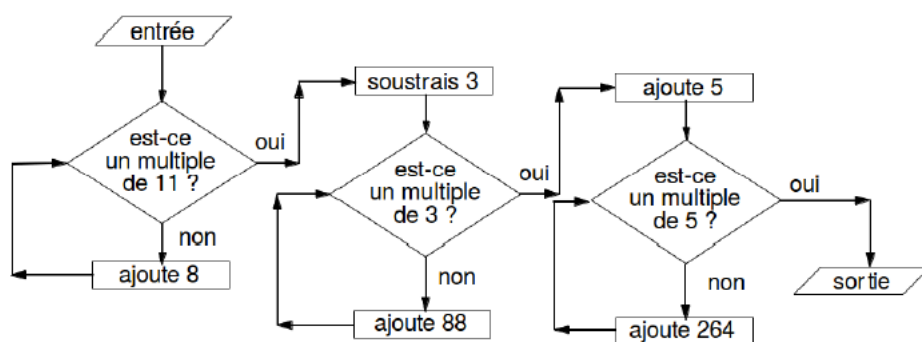 entrée
est-ce
un multiple
de 11 ?
oui
non
ajoute 8
soustrais 3
est-ce
un multiple
de 3 ?
oui
non
ajoute 88
ajoute 5
est-ce
un multiple
de 5 ?
oui
non
ajoute 264
sortie